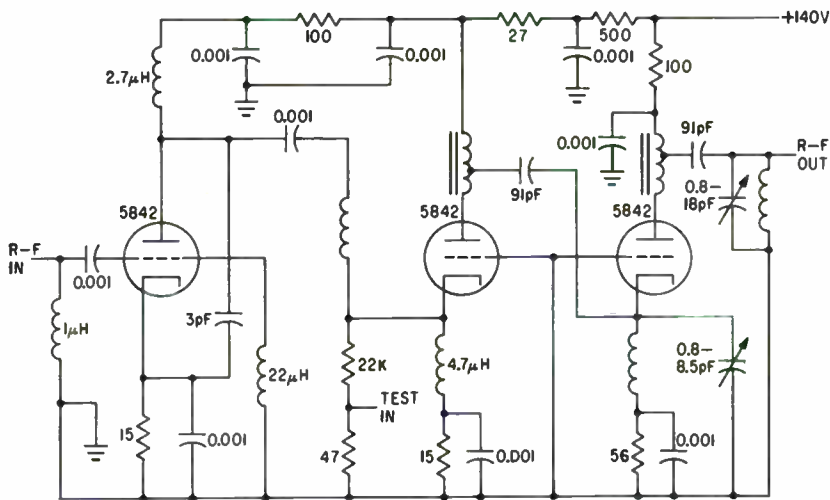 +140V
100
27
500
0.001
0.001
0.001
100
2.7µH
0.001
0.001
91pF
91pF
R-F
OUT
0.8–
18pF
5842
5842
5842
R-F
IN
0.001
1µH
3pF
22µH
22K
4.7µH
0.8–
8.5pF
TEST
IN
15
0.001
47
15
0.001
56
0.001